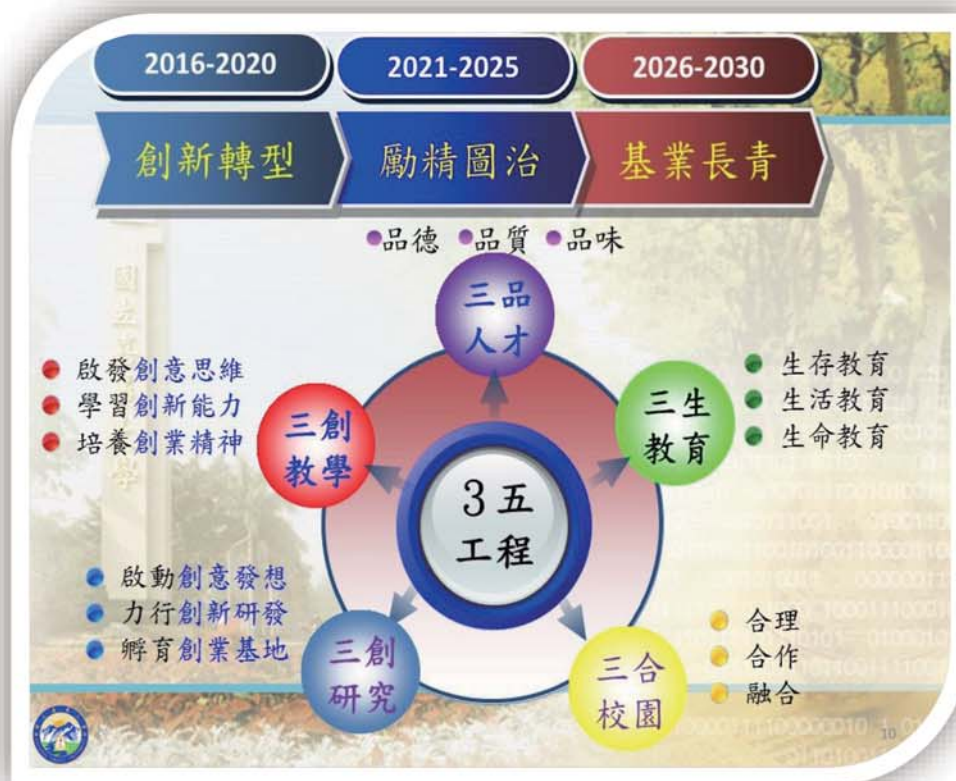 2016-2020
2021-2025
2026-2030
創新轉型
勵精圖治
基業長青
品德 品質 品味
三品
人才
啟發創意思維
學習創新能力
培養創業精神
三創
教學
三生
教育
生存教育
生活教育
生命教育
3五
工程
啟動創意發想
力行創新研發
孵育創業基地
三創
研究
三合
校園
合理
合作
融合
10